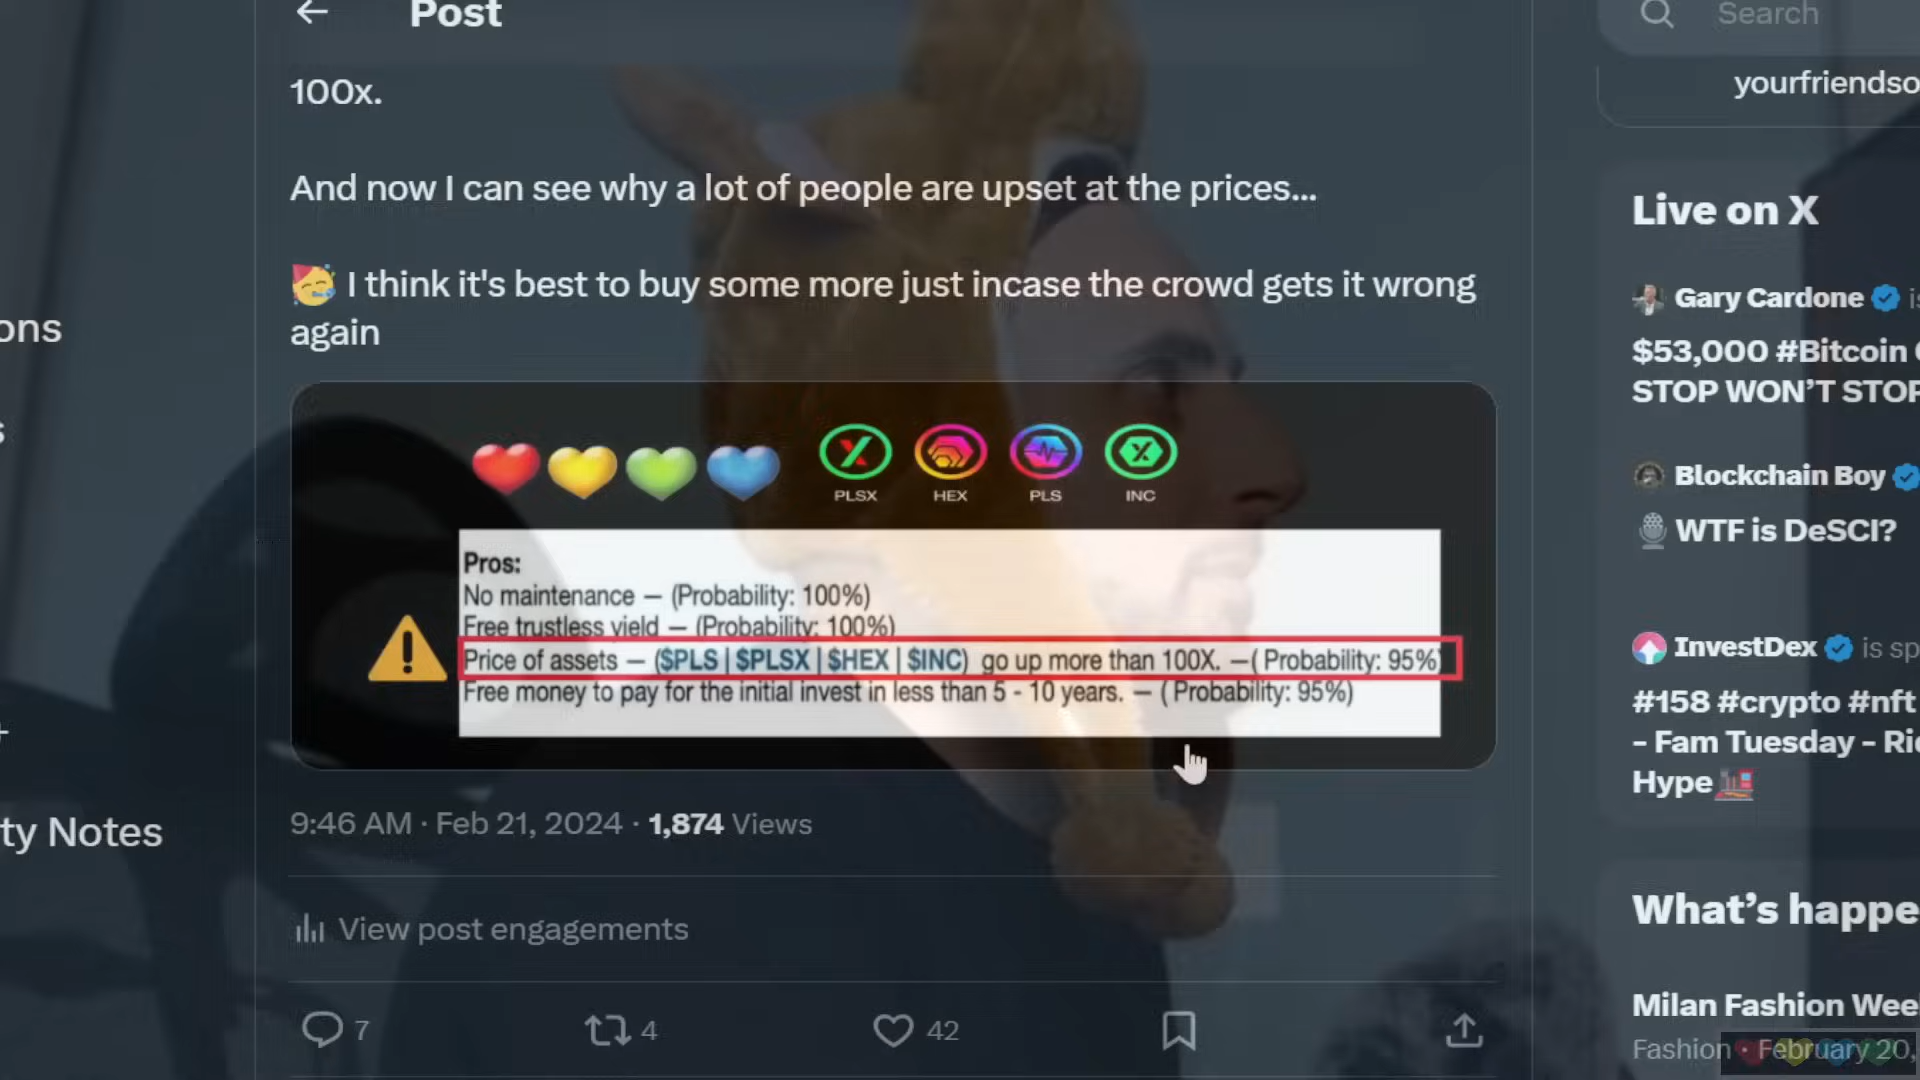 Post
Search
100x.
yourfriendso
And now I can see why a lot of people are upset at the prices...
I think it's best to buy some more just incase the crowd gets it wrong
again
PLSX
HEX
PLS
INC
Pros:
No maintenance — (Probability: 100%)
Free trustless yield — (Probability: 100%)
Price of assets — ($PLS | $PLSX | $HEX | $INC) go up more than 100X. —( Probability: 95%)
Free money to pay for the initial invest in less than 5 - 10 years. — ( Probability: 95%)
9:46 AM · Feb 21, 2024 · 1,874 Views
View post engagements
7
4
42
ons
ty Notes
Live on X
Gary Cardone
$53,000 #Bitcoin
STOP WON'T STOP
Blockchain Boy
WTF is DeSCI?
InvestDex is sp
#158 #crypto #nft
- Fam Tuesday - Ric
Hype
What's happe
Milan Fashion Wee
Fashion · February 20,